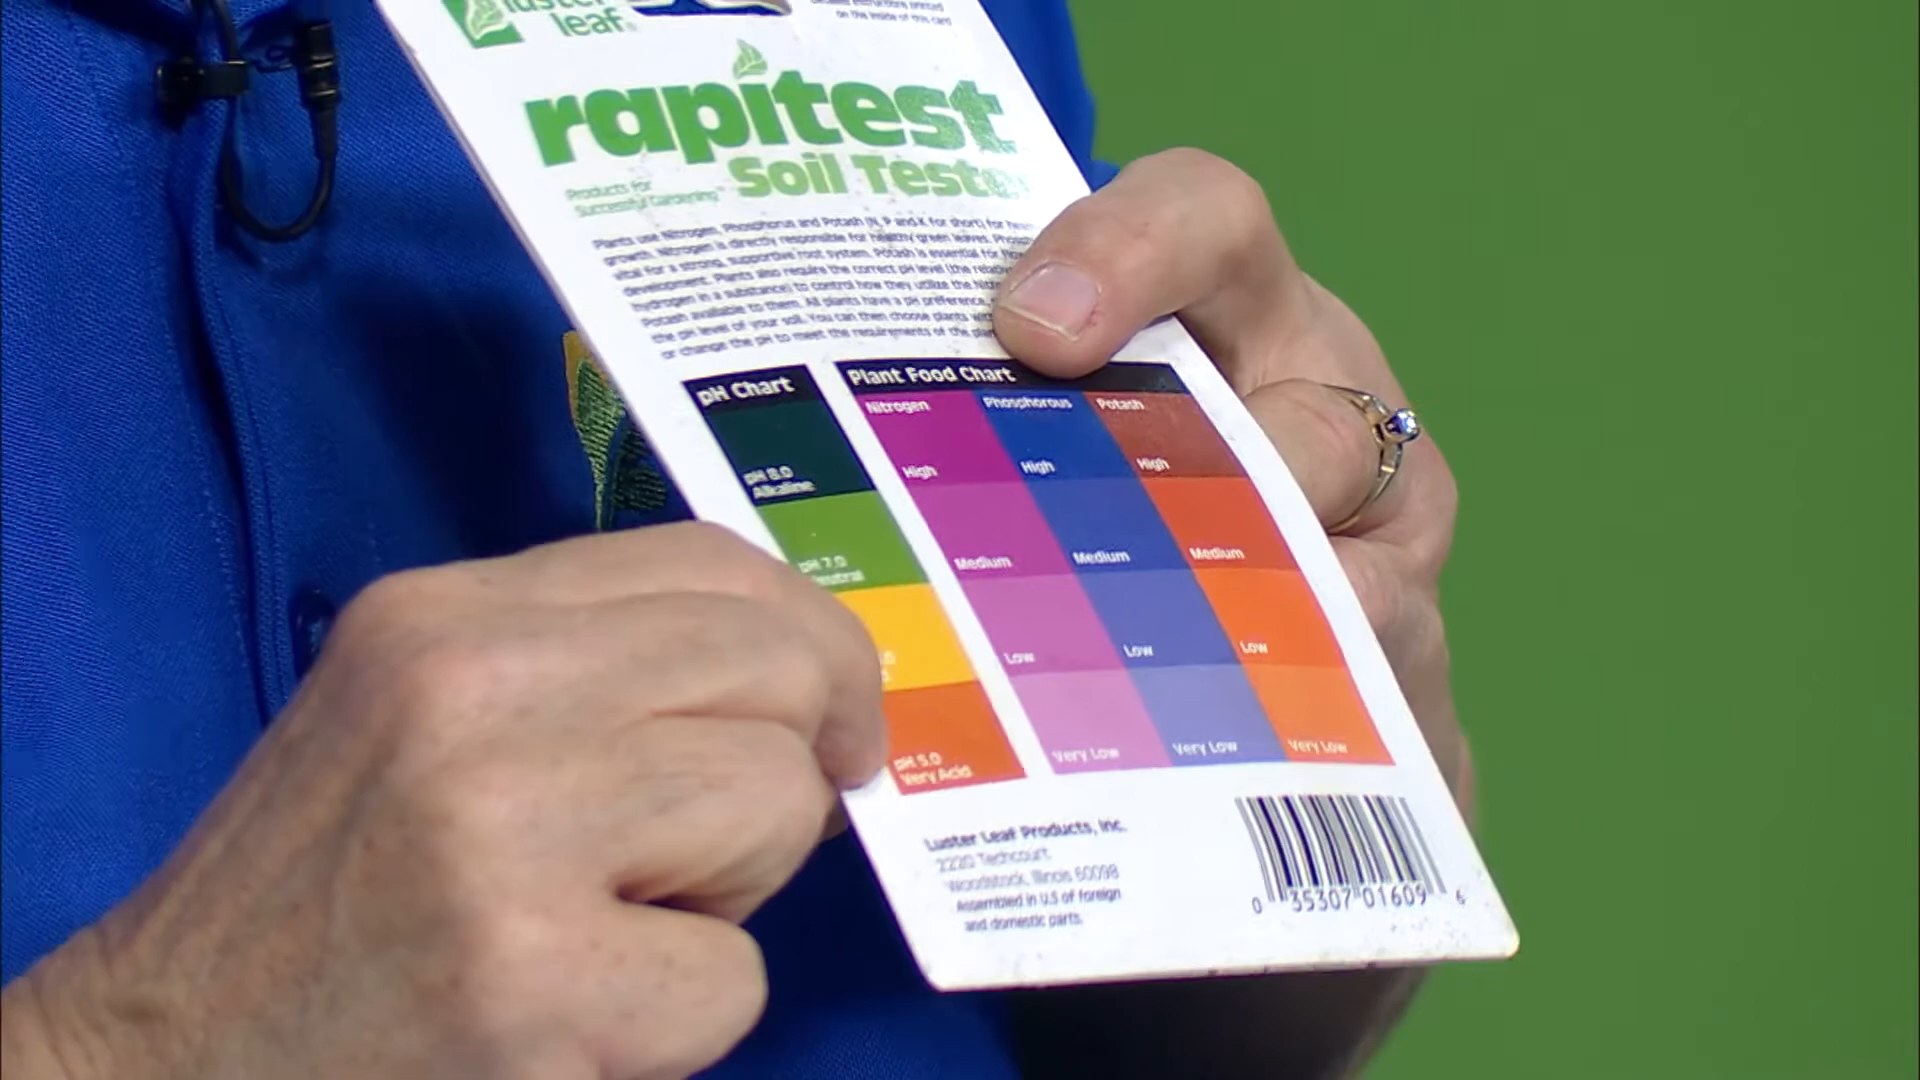 luster
leaf
on the inside of this card
rapitest
Soil Test
Products for
Successful Gardening
Plants use Nitrogen, Phosphorus and Potash (N, P and K for short) for
growth. Nitrogen is directly responsible for healthy green leaves.
vital for a strong, supportive root system. Potash is essential for
development. Plants also require the correct pH level (the
hydrogen in a substance) to control how they utilize the
Potash available to them. All plants have a pH preference,
the pH level of your soil. You can then choose plants
or change the pH to meet the requirements of the
pH Chart
pH 8.0
Alkaline
pH 7.0
pH 5.0
Very Acid
Plant Food Chart
Nitrogen Phosphorous Potash
High High High
Medium Medium Medium
Low Low Low
Very Low Very Low Very Low
Luster Leaf Products, Inc.
2220 Techcourt
Woodstock, Illinois 60098
Assembled in U.S of foreign
and domestic parts.
0 35307 01609 6